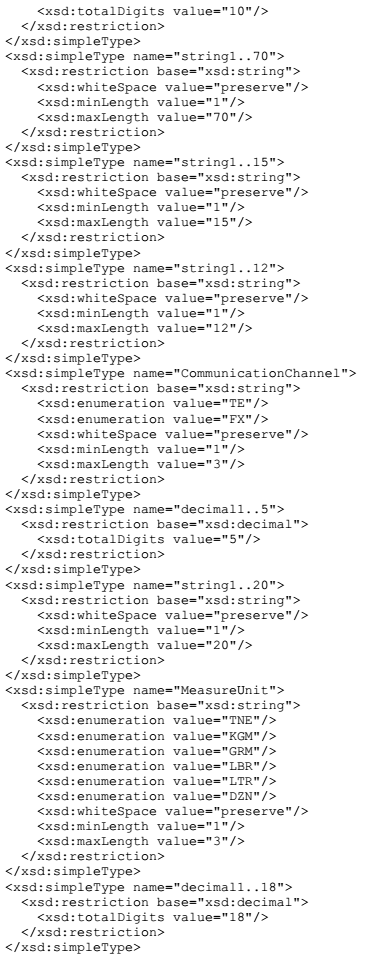 <xsd:totalDigits value="10"/>
  </xsd:restriction>
</xsd:simpleType>
<xsd:simpleType name="string1..70">
  <xsd:restriction base="xsd:string">
    <xsd:whiteSpace value="preserve"/>
    <xsd:minLength value="1"/>
    <xsd:maxLength value="70"/>
  </xsd:restriction>
</xsd:simpleType>
<xsd:simpleType name="string1..15">
  <xsd:restriction base="xsd:string">
    <xsd:whiteSpace value="preserve"/>
    <xsd:minLength value="1"/>
    <xsd:maxLength value="15"/>
  </xsd:restriction>
</xsd:simpleType>
<xsd:simpleType name="string1..12">
  <xsd:restriction base="xsd:string">
    <xsd:whiteSpace value="preserve"/>
    <xsd:minLength value="1"/>
    <xsd:maxLength value="12"/>
  </xsd:restriction>
</xsd:simpleType>
<xsd:simpleType name="CommunicationChannel">
  <xsd:restriction base="xsd:string">
    <xsd:enumeration value="TE"/>
    <xsd:enumeration value="FX"/>
    <xsd:whiteSpace value="preserve"/>
    <xsd:minLength value="1"/>
    <xsd:maxLength value="3"/>
  </xsd:restriction>
</xsd:simpleType>
<xsd:simpleType name="decimal1..5">
  <xsd:restriction base="xsd:decimal">
    <xsd:totalDigits value="5"/>
  </xsd:restriction>
</xsd:simpleType>
<xsd:simpleType name="string1..20">
  <xsd:restriction base="xsd:string">
    <xsd:whiteSpace value="preserve"/>
    <xsd:minLength value="1"/>
    <xsd:maxLength value="20"/>
  </xsd:restriction>
</xsd:simpleType>
<xsd:simpleType name="MeasureUnit">
  <xsd:restriction base="xsd:string">
    <xsd:enumeration value="TNE"/>
    <xsd:enumeration value="KGM"/>
    <xsd:enumeration value="GRM"/>
    <xsd:enumeration value="LBR"/>
    <xsd:enumeration value="LTR"/>
    <xsd:enumeration value="DZN"/>
    <xsd:whiteSpace value="preserve"/>
    <xsd:minLength value="1"/>
    <xsd:maxLength value="3"/>
  </xsd:restriction>
</xsd:simpleType>
<xsd:simpleType name="decimal1..18">
  <xsd:restriction base="xsd:decimal">
    <xsd:totalDigits value="18"/>
  </xsd:restriction>
</xsd:simpleType>